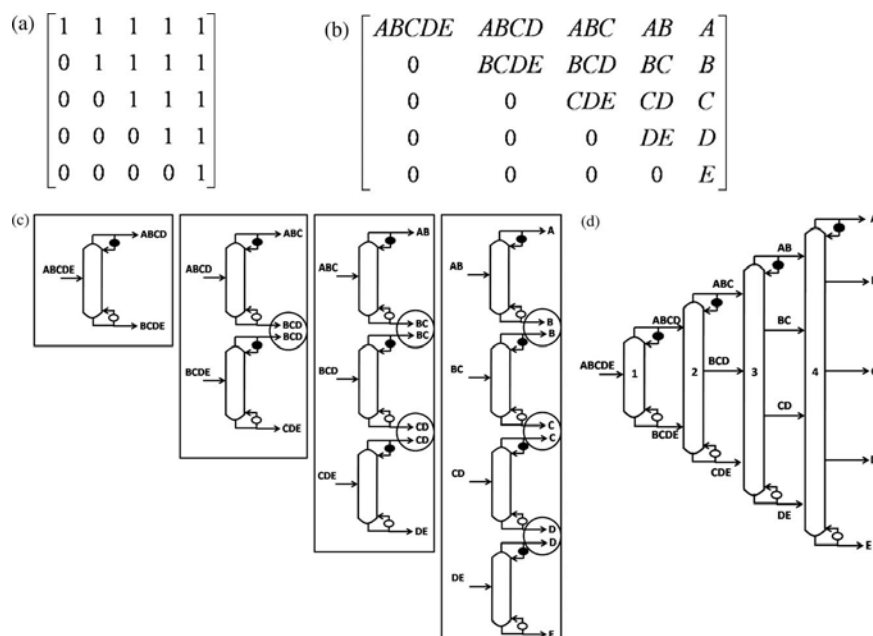 (a)
1 1 1 1 1
0 1 1 1 1
0 0 1 1 1
0 0 0 1 1
0 0 0 0 1
(b)
ABCDE ABCD ABC AB A
0 BCDE BCD BC B
0 0 CDE CD C
0 0 0 DE D
0 0 0 0 E
(c)
ABCD
ABCDE
BCDE
ABC
ABCD
BCD
BCD
BCDE
CDE
AB
ABC
BC
BC
BCD
CD
CD
CDE
DE
A
AB
B
B
BC
C
C
CD
D
D
DE
(d)
A
AB
ABC
ABCD
BC
ABCDE
1
2
BCD
3
4
CD
BCDE
CDE
DE
E